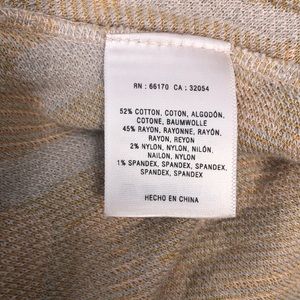 RN : 66170 CA : 32054
52% COTTON, COTON, ALGODÓN,
COTONE, BAUMWOLLE
45% RAYON, RAYONNE, RAYÓN,
RAYON, REYON
2% NYLON, NYLON, NILÓN,
NAILON, NYLON
1% SPANDEX, SPANDEX, SPANDEX,
SPANDEX, SPANDEX
HECHO EN CHINA